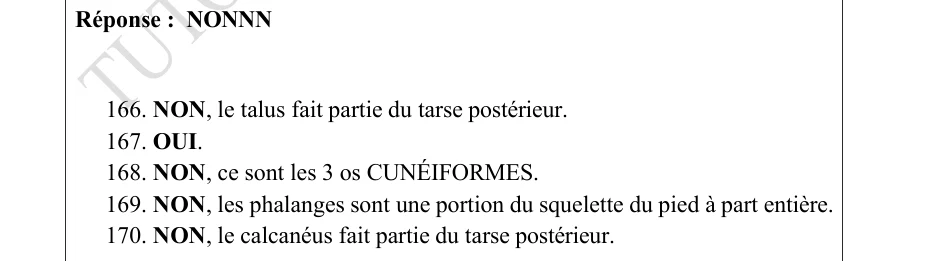 Réponse : NONNN
TUTO
166. NON, le talus fait partie du tarse postérieur.
167. OUI.
168. NON, ce sont les 3 os CUNÉIFORMES.
169. NON, les phalanges sont une portion du squelette du pied à part entière.
170. NON, le calcanéus fait partie du tarse postérieur.